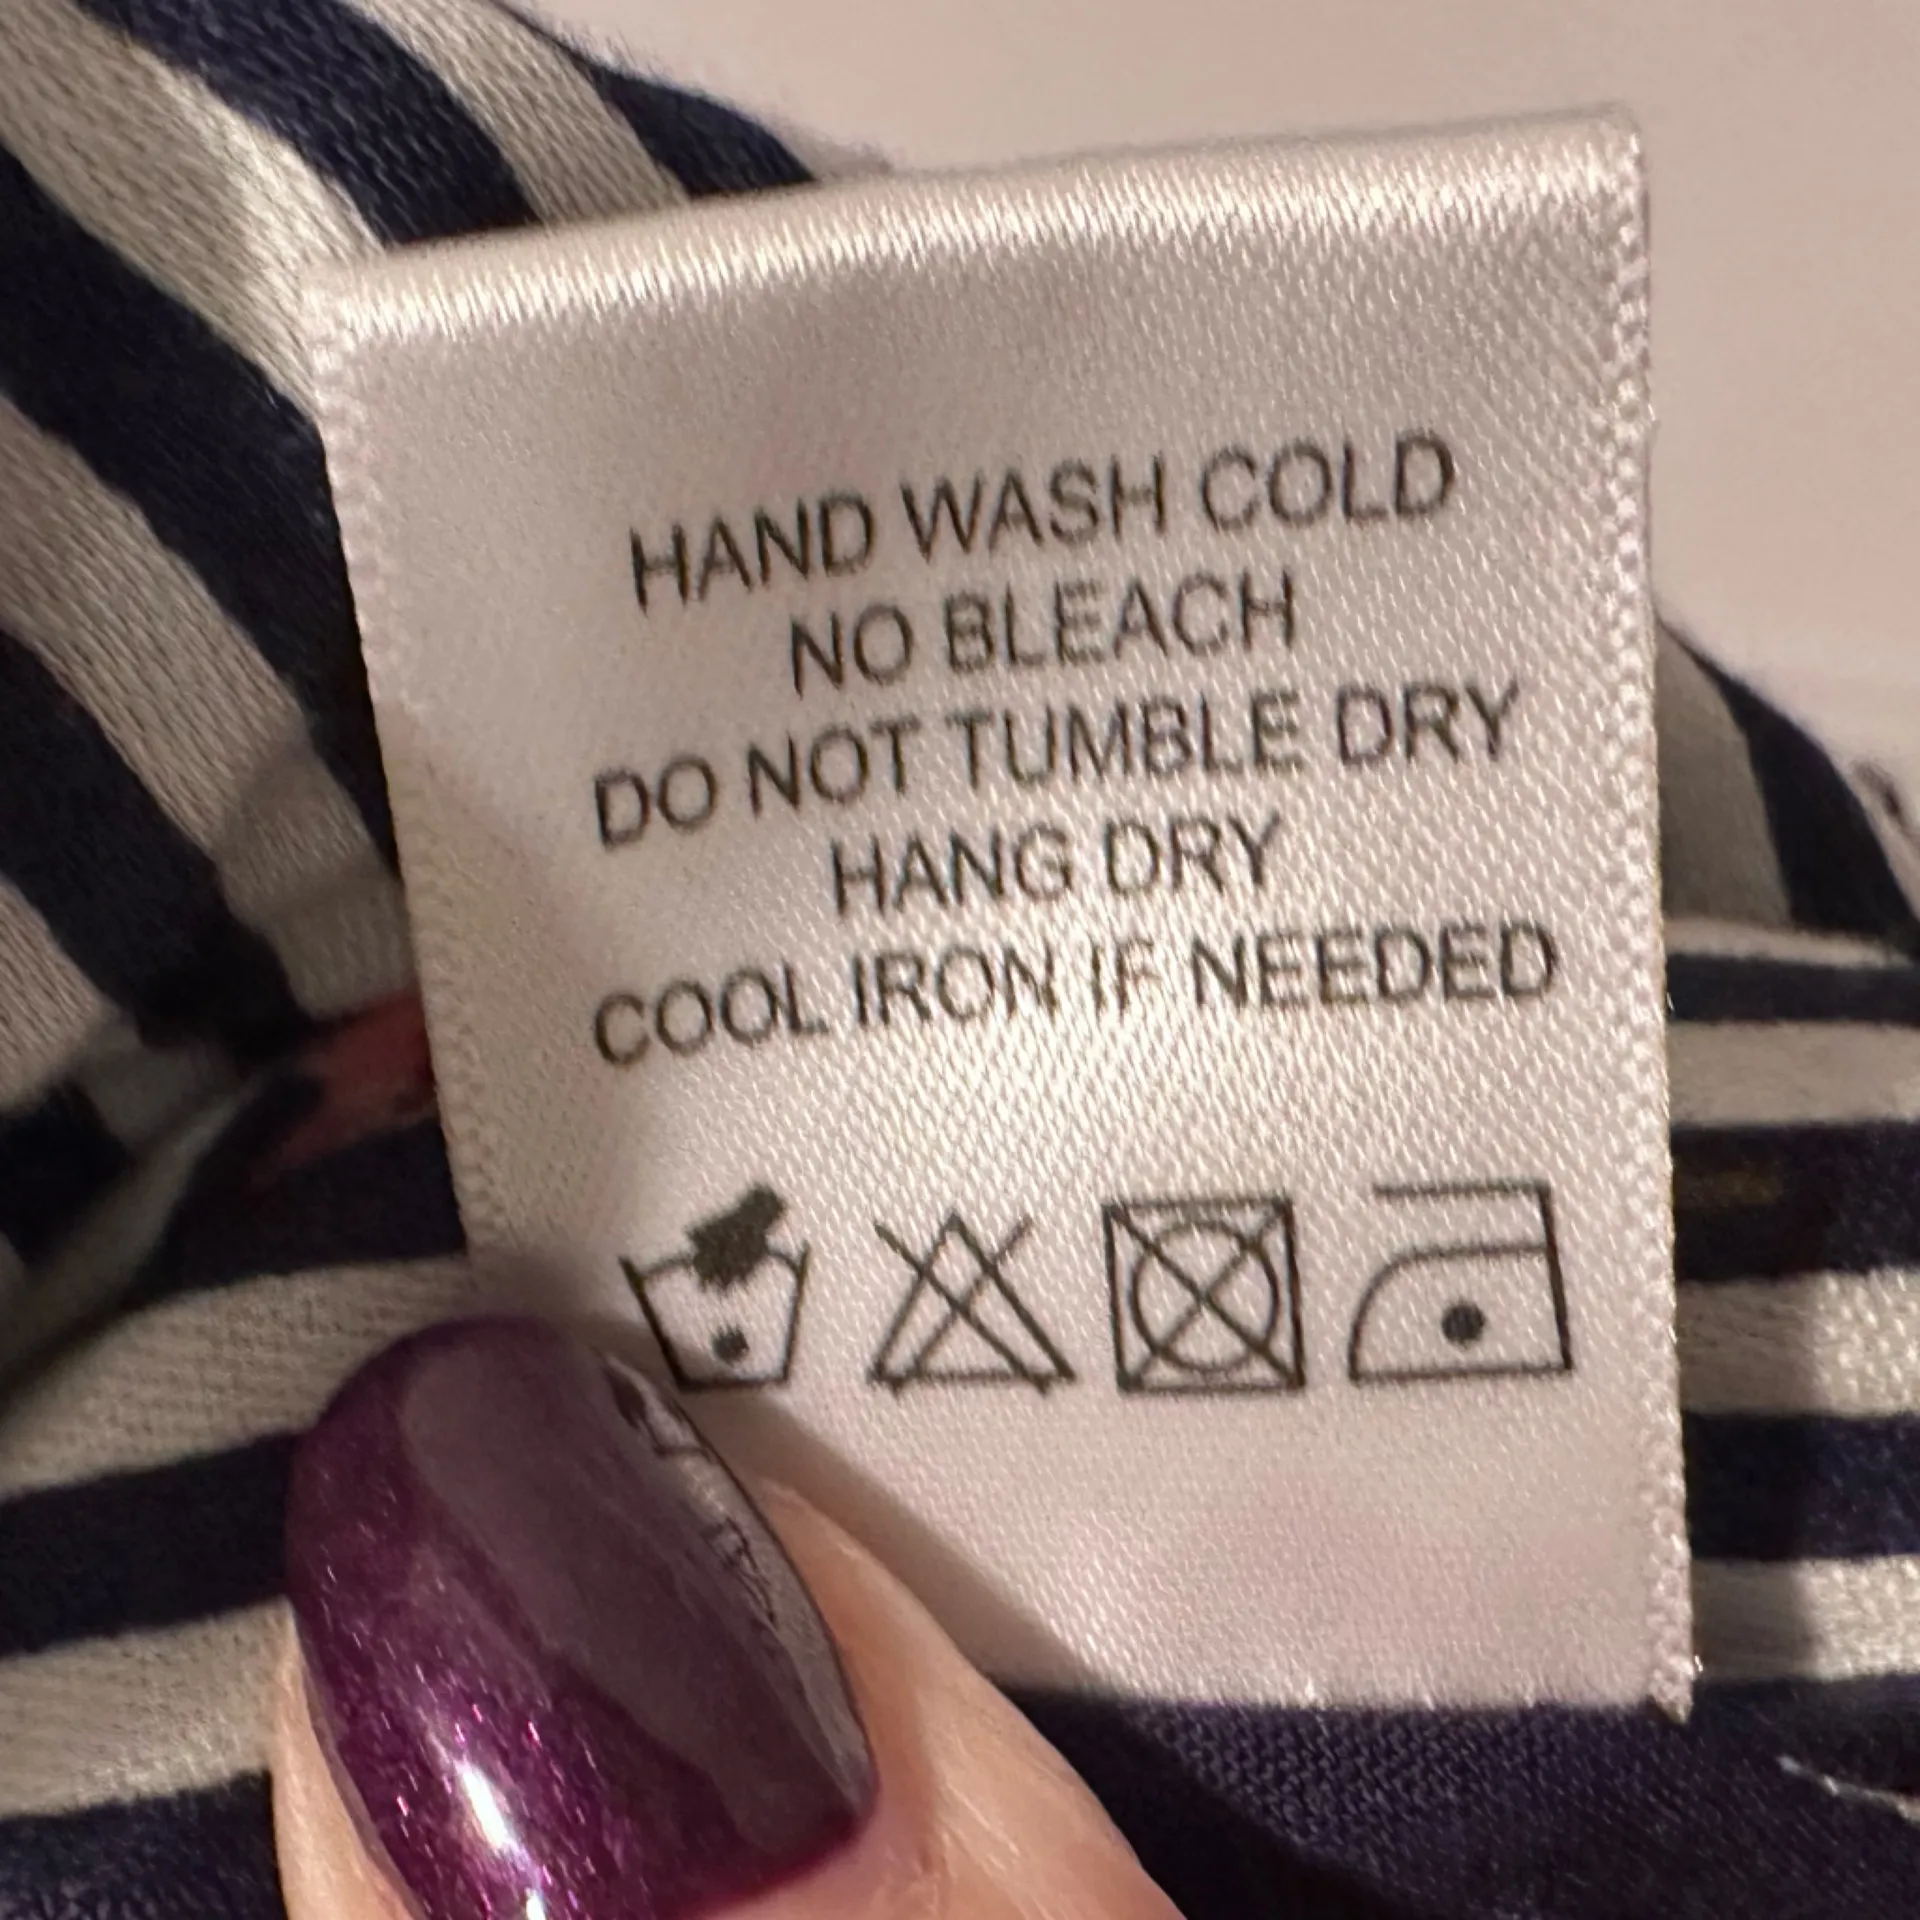 HAND WASH COLD
NO BLEACH
DO NOT TUMBLE DRY
HANG DRY
COOL IRON IF NEEDED